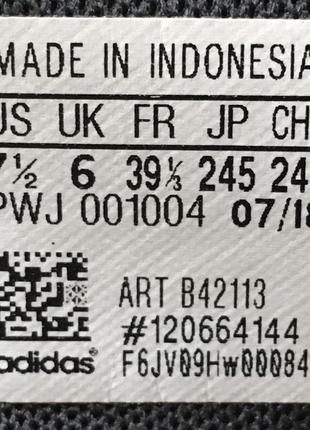 MADE IN INDONESIA
US UK FR JP CH
7½ 6 39⅓ 245 24
PWJ 001004 07/18
ART B42113
#120664144
adidas® F6JV09Hw00084